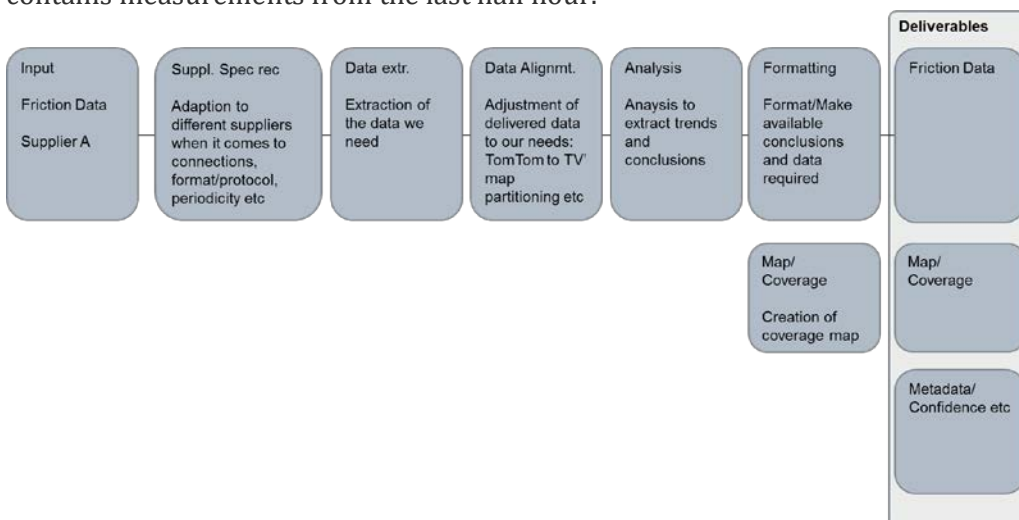 contains measurements from the last half hour.
Deliverables
Input
Friction Data
Supplier A
Suppl. Spec rec
Adaption to
different suppliers
when it comes to
connections,
format/protocol,
periodicity etc
Data extr.
Extraction of
the data we
need
Data Alignmt.
Adjustment of
delivered data
to our needs:
TomTom to TV'
map
partitioning etc
Analysis
Anaysis to
extract trends
and
conclusions
Formatting
Format/Make
available
conclusions
and data
required
Friction Data
Map/
Coverage
Creation of
coverage map
Map/
Coverage
Metadata/
Confidence etc